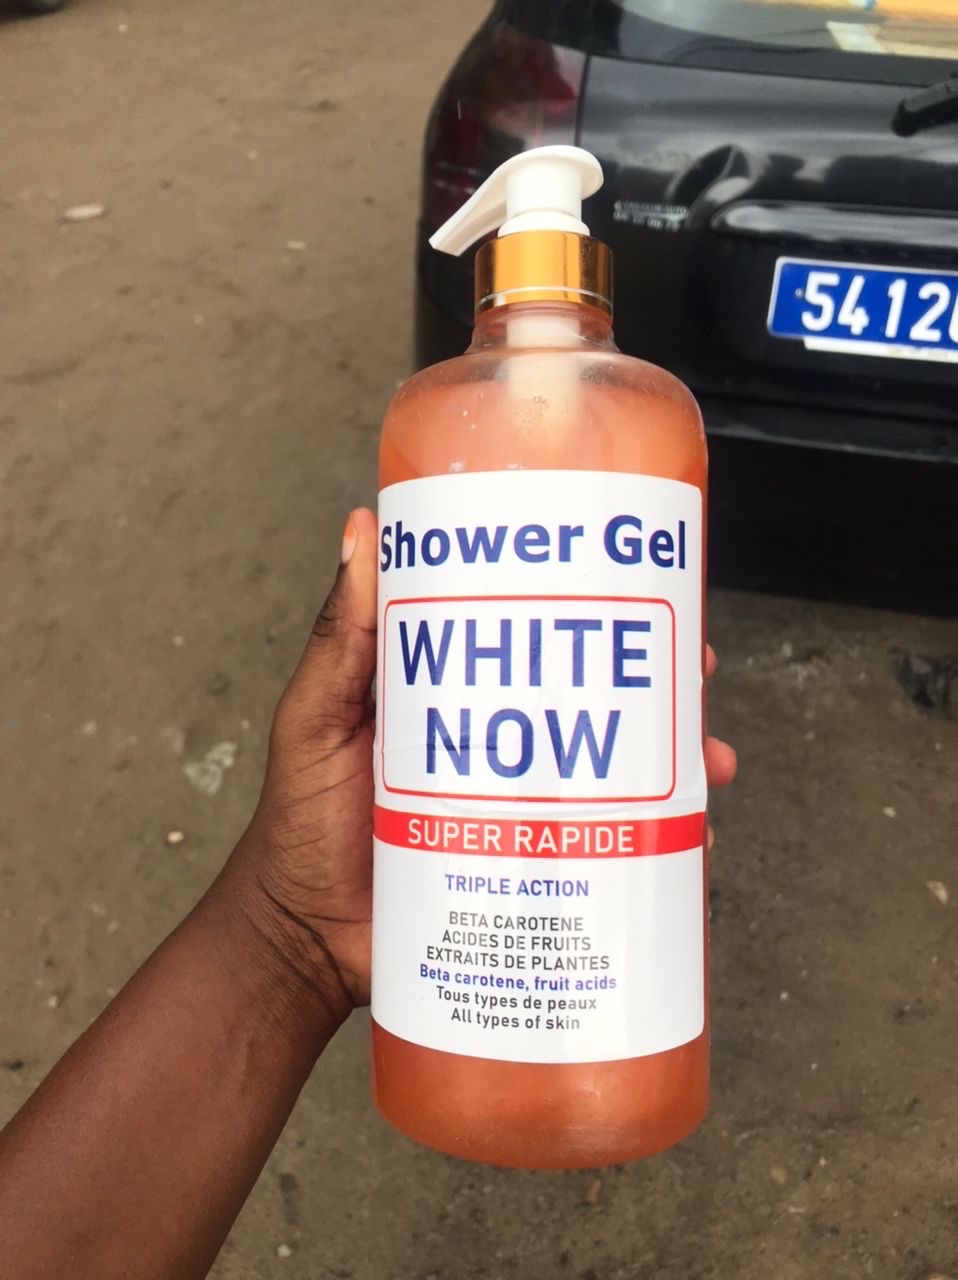 54 120
Shower Gel
WHITE
NOW
SUPER RAPIDE
TRIPLE ACTION
BETA CAROTENE
ACIDES DE FRUITS
EXTRAITS DE PLANTES
Beta carotene, fruit acids
Tous types de peaux
All types of skin